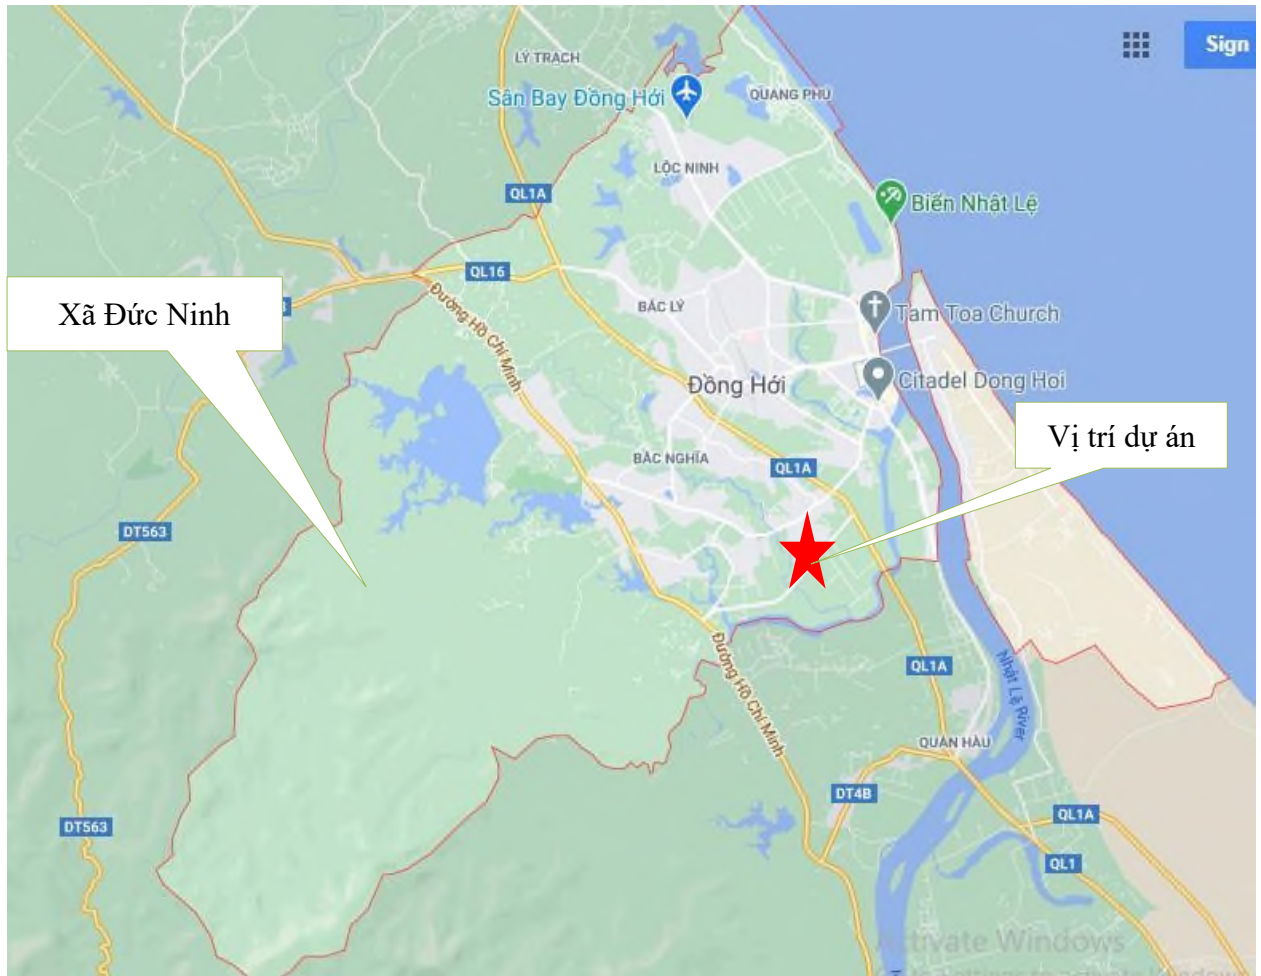 LÝ TRẠCH
Sign
Sân Bay Đồng Hới
QUANG PHÚ
LỘC NINH
QL1A
Biển Nhật Lệ
QL16
Đường Hồ Chí Minh
Xã Đức Ninh
BẮC LÝ
Tam Toa Church
Đồng Hới
Citadel Dong Hoi
Vị trí dự án
BẮC NGHĨA
QL1A
DT563
Đường Hồ Chí Minh
QL1A
Nhật Lệ River
QUÁN HÀU
DT4B
QL1A
DT563
QL1
Activate Windows